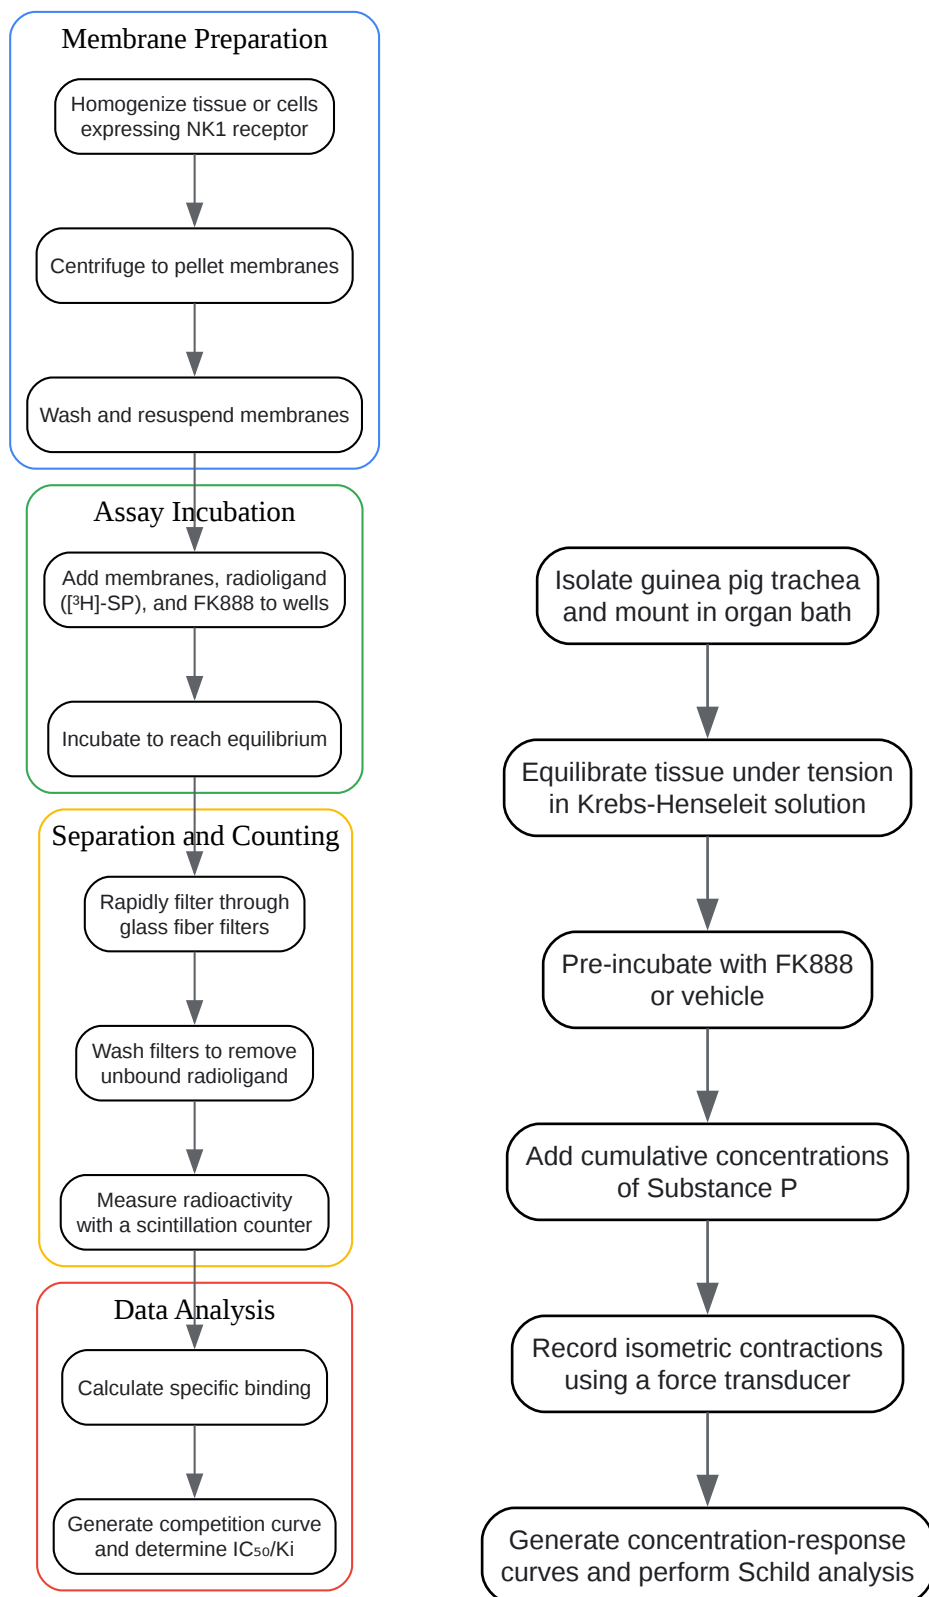 Membrane Preparation
Homogenize tissue or cells
expressing NK1 receptor
Centrifuge to pellet membranes
Wash and resuspend membranes
Assay Incubation
Add membranes, radioligand
([³H]-SP), and FK888 to wells
Incubate to reach equilibrium
Separation and Counting
Rapidly filter through
glass fiber filters
Wash filters to remove
unbound radioligand
Measure radioactivity
with a scintillation counter
Data Analysis
Calculate specific binding
Generate competition curve
and determine IC₅₀/Ki
Isolate guinea pig trachea
and mount in organ bath
Equilibrate tissue under tension
in Krebs-Henseleit solution
Pre-incubate with FK888
or vehicle
Add cumulative concentrations
of Substance P
Record isometric contractions
using a force transducer
Generate concentration-response
curves and perform Schild analysis